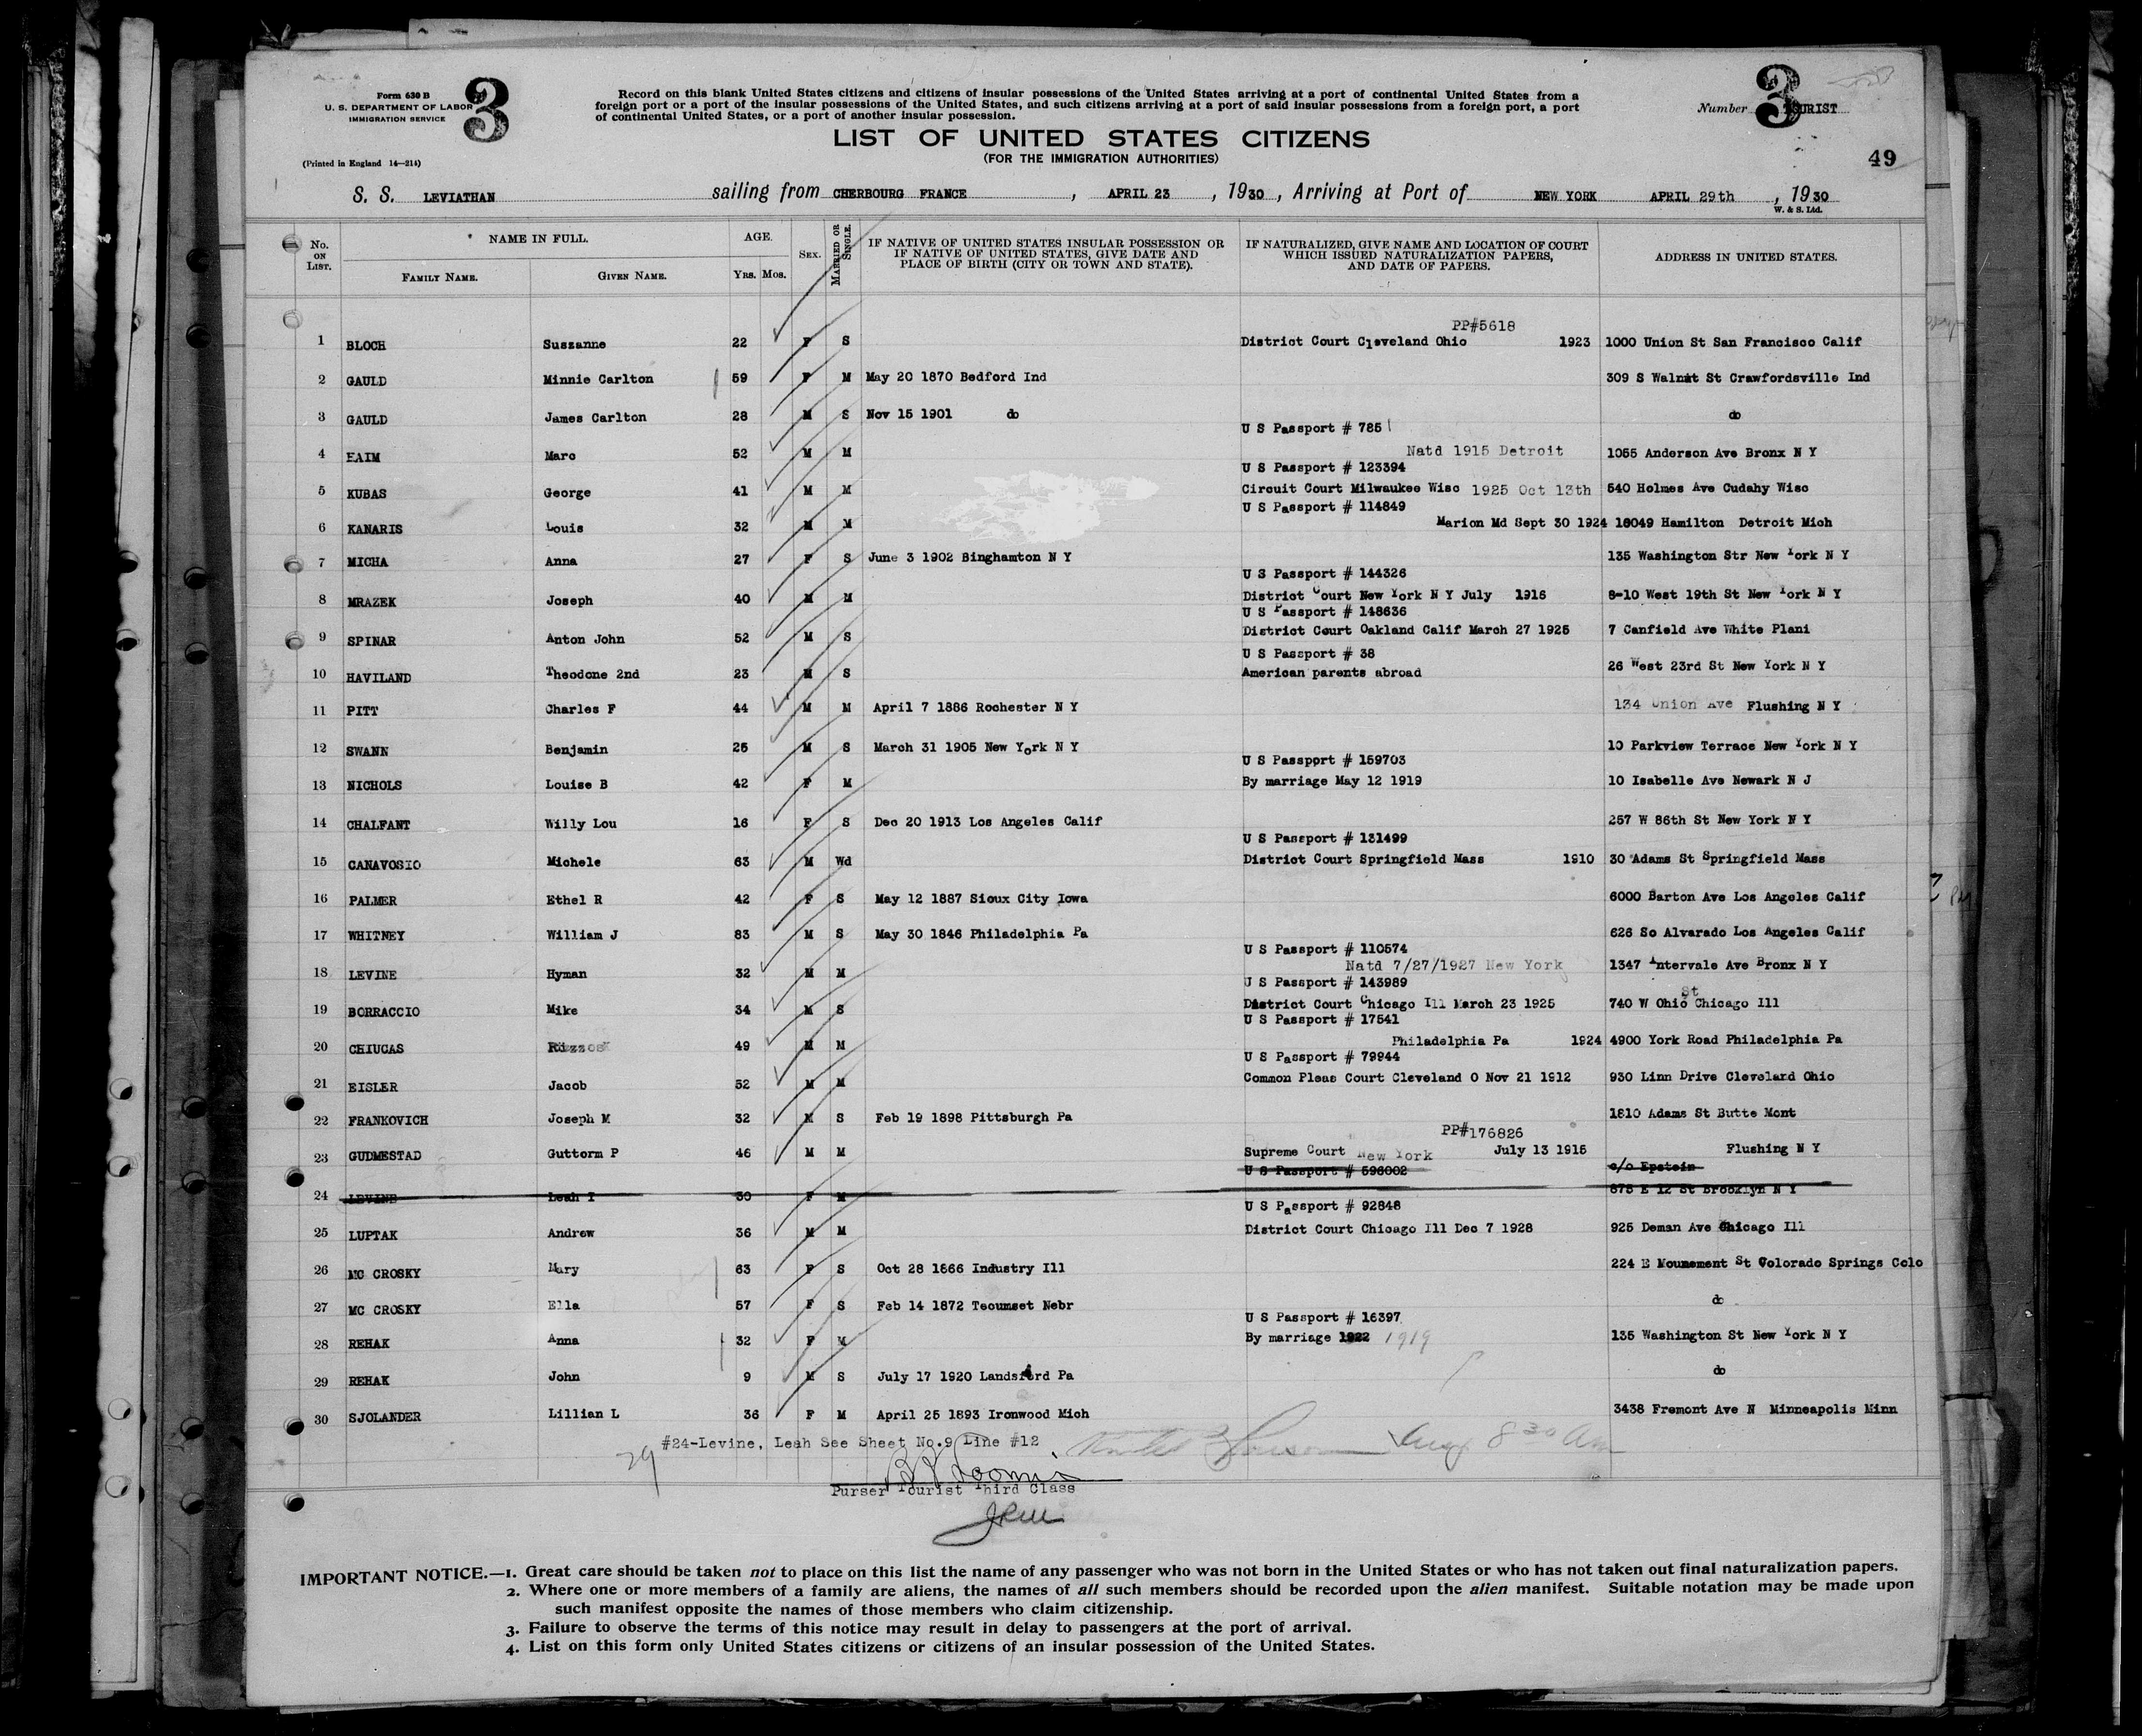 Form 630 B
U. S. DEPARTMENT OF LABOR
IMMIGRATION SERVICE
3
(Printed in England 14—214)
Record on this blank United States citizens and citizens of insular possessions of the United States arriving at a port of continental United States from a
foreign port or a port of the insular possessions of the United States, and such citizens arriving at a port of said insular possessions from a foreign port, a port
of continental United States, or a port of another insular possession.
Number 3 TOURIST
LIST OF UNITED STATES CITIZENS
(FOR THE IMMIGRATION AUTHORITIES)
49
S. S. LEVIATHAN sailing from CHERBOURG FRANCE, APRIL 23, 1930, Arriving at Port of NEW YORK APRIL 29th, 1930
W. & S. Ltd.
No. ON LIST. NAME IN FULL. FAMILY NAME. GIVEN NAME. AGE. YRS. MOS. SEX. MARRIED OR SINGLE. IF NATIVE OF UNITED STATES INSULAR POSSESSION OR IF NATIVE OF UNITED STATES, GIVE DATE AND PLACE OF BIRTH (CITY OR TOWN AND STATE). IF NATURALIZED, GIVE NAME AND LOCATION OF COURT WHICH ISSUED NATURALIZATION PAPERS, AND DATE OF PAPERS. ADDRESS IN UNITED STATES.
PP#5618
1 BLOCH Suszanne 22 F S District Court Cleveland Ohio 1923 1000 Union St San Francisco Calif
2 GAULD Minnie Carlton 59 F M May 20 1870 Bedford Ind 309 S Walnut St Crawfordsville Ind
3 GAULD James Carlton 28 M S Nov 15 1901 do do
U S Passport # 785
4 HAIM Marc 52 M M Natd 1915 Detroit 1055 Anderson Ave Bronx N Y
U S Passport # 123394
5 KUBAS George 41 M M Circuit Court Milwaukee Wisc 1925 Oct 13th 540 Holmes Ave Cudahy Wisc
U S Passport # 114849
6 KANARIS Louis 32 M M Marion Md Sept 30 1924 16049 Hamilton Detroit Mich
7 MICHA Anna 27 F S June 3 1902 Binghamton N Y 135 Washington Str New York N Y
U S Passport # 144326
8 MRAZEK Joseph 40 M M District Court New York N Y July 1916 8-10 West 19th St New York N Y
U S Passport # 148636
9 SPINAR Anton John 52 M S District Court Oakland Calif March 27 1925 7 Canfield Ave White Plani
U S Passport # 38
10 HAVILAND Theodone 2nd 23 M S American parents abroad 26 West 23rd St New York N Y
11 PITT Charles F 44 M M April 7 1886 Rochester N Y 134 Union Ave Flushing N Y
12 SWANN Benjamin 25 M S March 31 1905 New York N Y 10 Parkview Terrace New York N Y
U S Passport # 159703
13 NICHOLS Louise B 42 F M By marriage May 12 1919 10 Isabelle Ave Newark N J
14 CHALFANT Willy Lou 16 F S Dec 20 1913 Los Angeles Calif 257 W 86th St New York N Y
U S Passport # 131499
15 CANAVOSIO Michele 63 M Wd District Court Springfield Mass 1910 30 Adams St Springfield Mass
16 PALMER Ethel R 42 F S May 12 1887 Sioux City Iowa 6000 Barton Ave Los Angeles Calif
17 WHITNEY William J 83 M S May 30 1846 Philadelphia Pa 626 So Alvarado Los Angeles Calif
U S Passport # 110574
18 LEVINE Hyman 32 M M Natd 7/27/1927 New York 1347 Intervale Ave Bronx N Y
U S Passport # 143989
19 BORRACCIO Mike 34 M S District Court Chicago Ill March 23 1925 740 W Ohio St Chicago Ill
U S Passport # 17541
20 CHIUCAS 49 M M Philadelphia Pa 1924 4900 York Road Philadelphia Pa
U S Passport # 79944
21 EISLER Jacob 52 M M Common Pleas Court Cleveland O Nov 21 1912 930 Linn Drive Cleveland Ohio
22 FRANKOVICH Joseph M 32 M S Feb 19 1898 Pittsburgh Pa 1810 Adams St Butte Mont
PP#176826
23 GUDMESTAD Guttorm P 46 M M Supreme Court New York July 13 1915 Flushing N Y
U S Passport # 596002 c/o Epstein
24 LEVINE Leah I 30 F M 875 E 12 St Brooklyn N Y
U S Passport # 92848
25 LUPTAK Andrew 36 M M District Court Chicago Ill Dec 7 1928 925 Deman Ave Chicago Ill
26 MC CROSKY Mary 63 F S Oct 28 1666 Industry Ill 224 E Mounement St Colorado Springs Colo
27 MC CROSKY Ella 57 F S Feb 14 1872 Tecumset Nebr do
U S Passport # 16397
28 REHAK Anna 32 F M By marriage 1922 1919 135 Washington St New York N Y
29 REHAK John 9 M S July 17 1920 Landsford Pa do
30 SJOLANDER Lillian L 36 F M April 25 1893 Ironwood Mich 3438 Fremont Ave N Minneapolis Minn
#24-Levine, Leah See Sheet No.9 Line #12
29
8 30 am
Purser Tourist Third Class
IMPORTANT NOTICE.—1. Great care should be taken not to place on this list the name of any passenger who was not born in the United States or who has not taken out final naturalization papers.
2. Where one or more members of a family are aliens, the names of all such members should be recorded upon the alien manifest. Suitable notation may be made upon
such manifest opposite the names of those members who claim citizenship.
3. Failure to observe the terms of this notice may result in delay to passengers at the port of arrival.
4. List on this form only United States citizens or citizens of an insular possession of the United States.